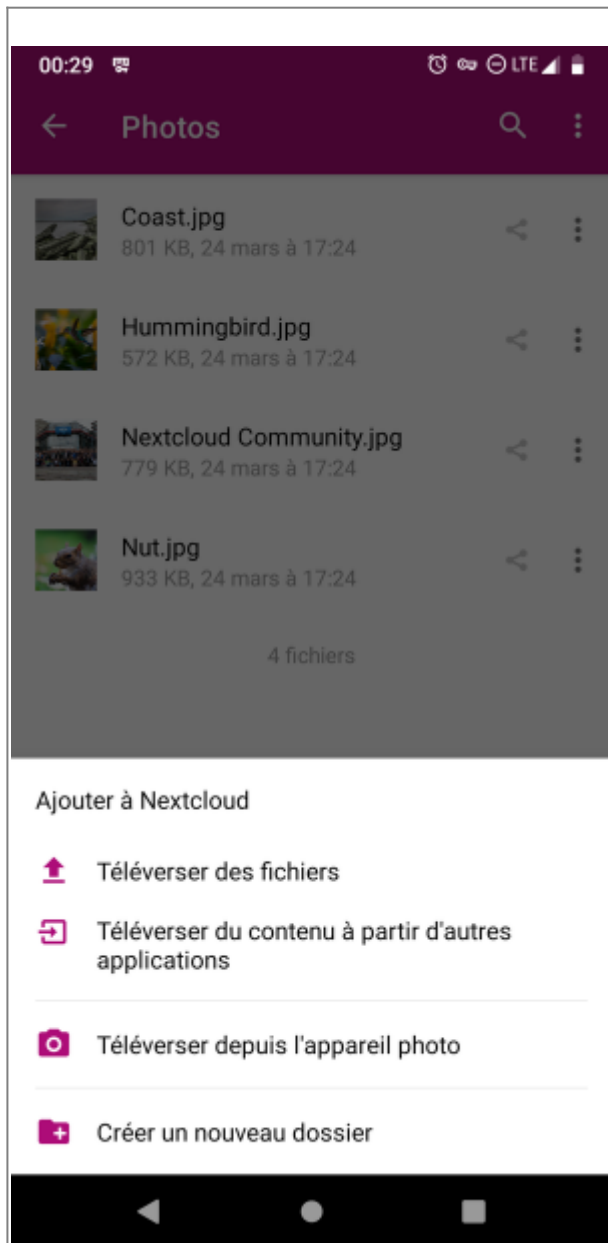 00:29 LTE
Photos
Coast.jpg
801 KB, 24 mars à 17:24
Hummingbird.jpg
572 KB, 24 mars à 17:24
Nextcloud Community.jpg
779 KB, 24 mars à 17:24
Nut.jpg
933 KB, 24 mars à 17:24
4 fichiers
Ajouter à Nextcloud
Téléverser des fichiers
Téléverser du contenu à partir d'autres
applications
Téléverser depuis l'appareil photo
Créer un nouveau dossier